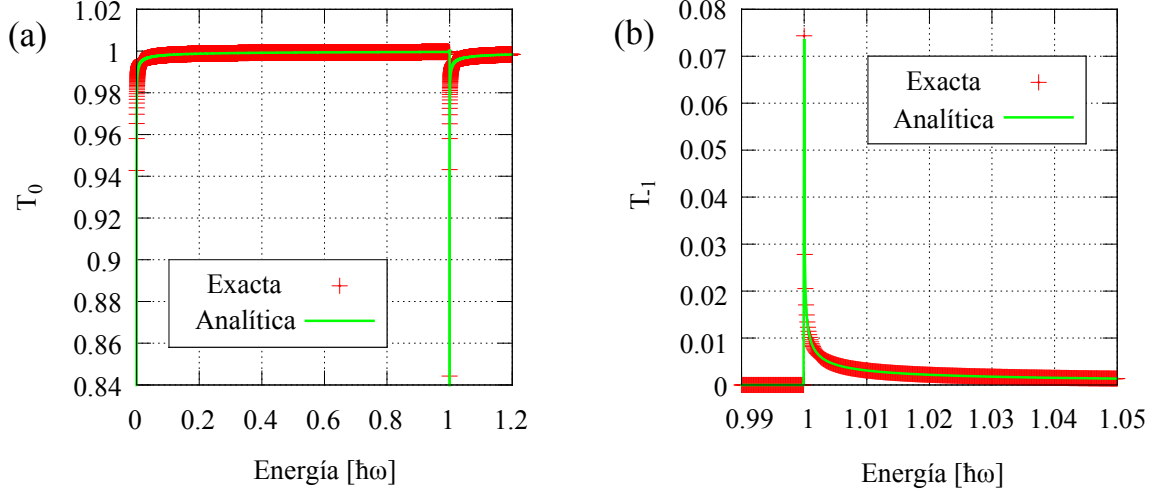 (a)
1.02
1
0.98
0.96
0.94
0.92
0.9
0.88
0.86
0.84
T0
Exacta
Analítica
0 0.2 0.4 0.6 0.8 1 1.2
Energía [ħω]
(b)
0.08
0.07
0.06
0.05
0.04
0.03
0.02
0.01
0
T-1
Exacta
Analítica
0.99 1 1.01 1.02 1.03 1.04 1.05
Energía [ħω]